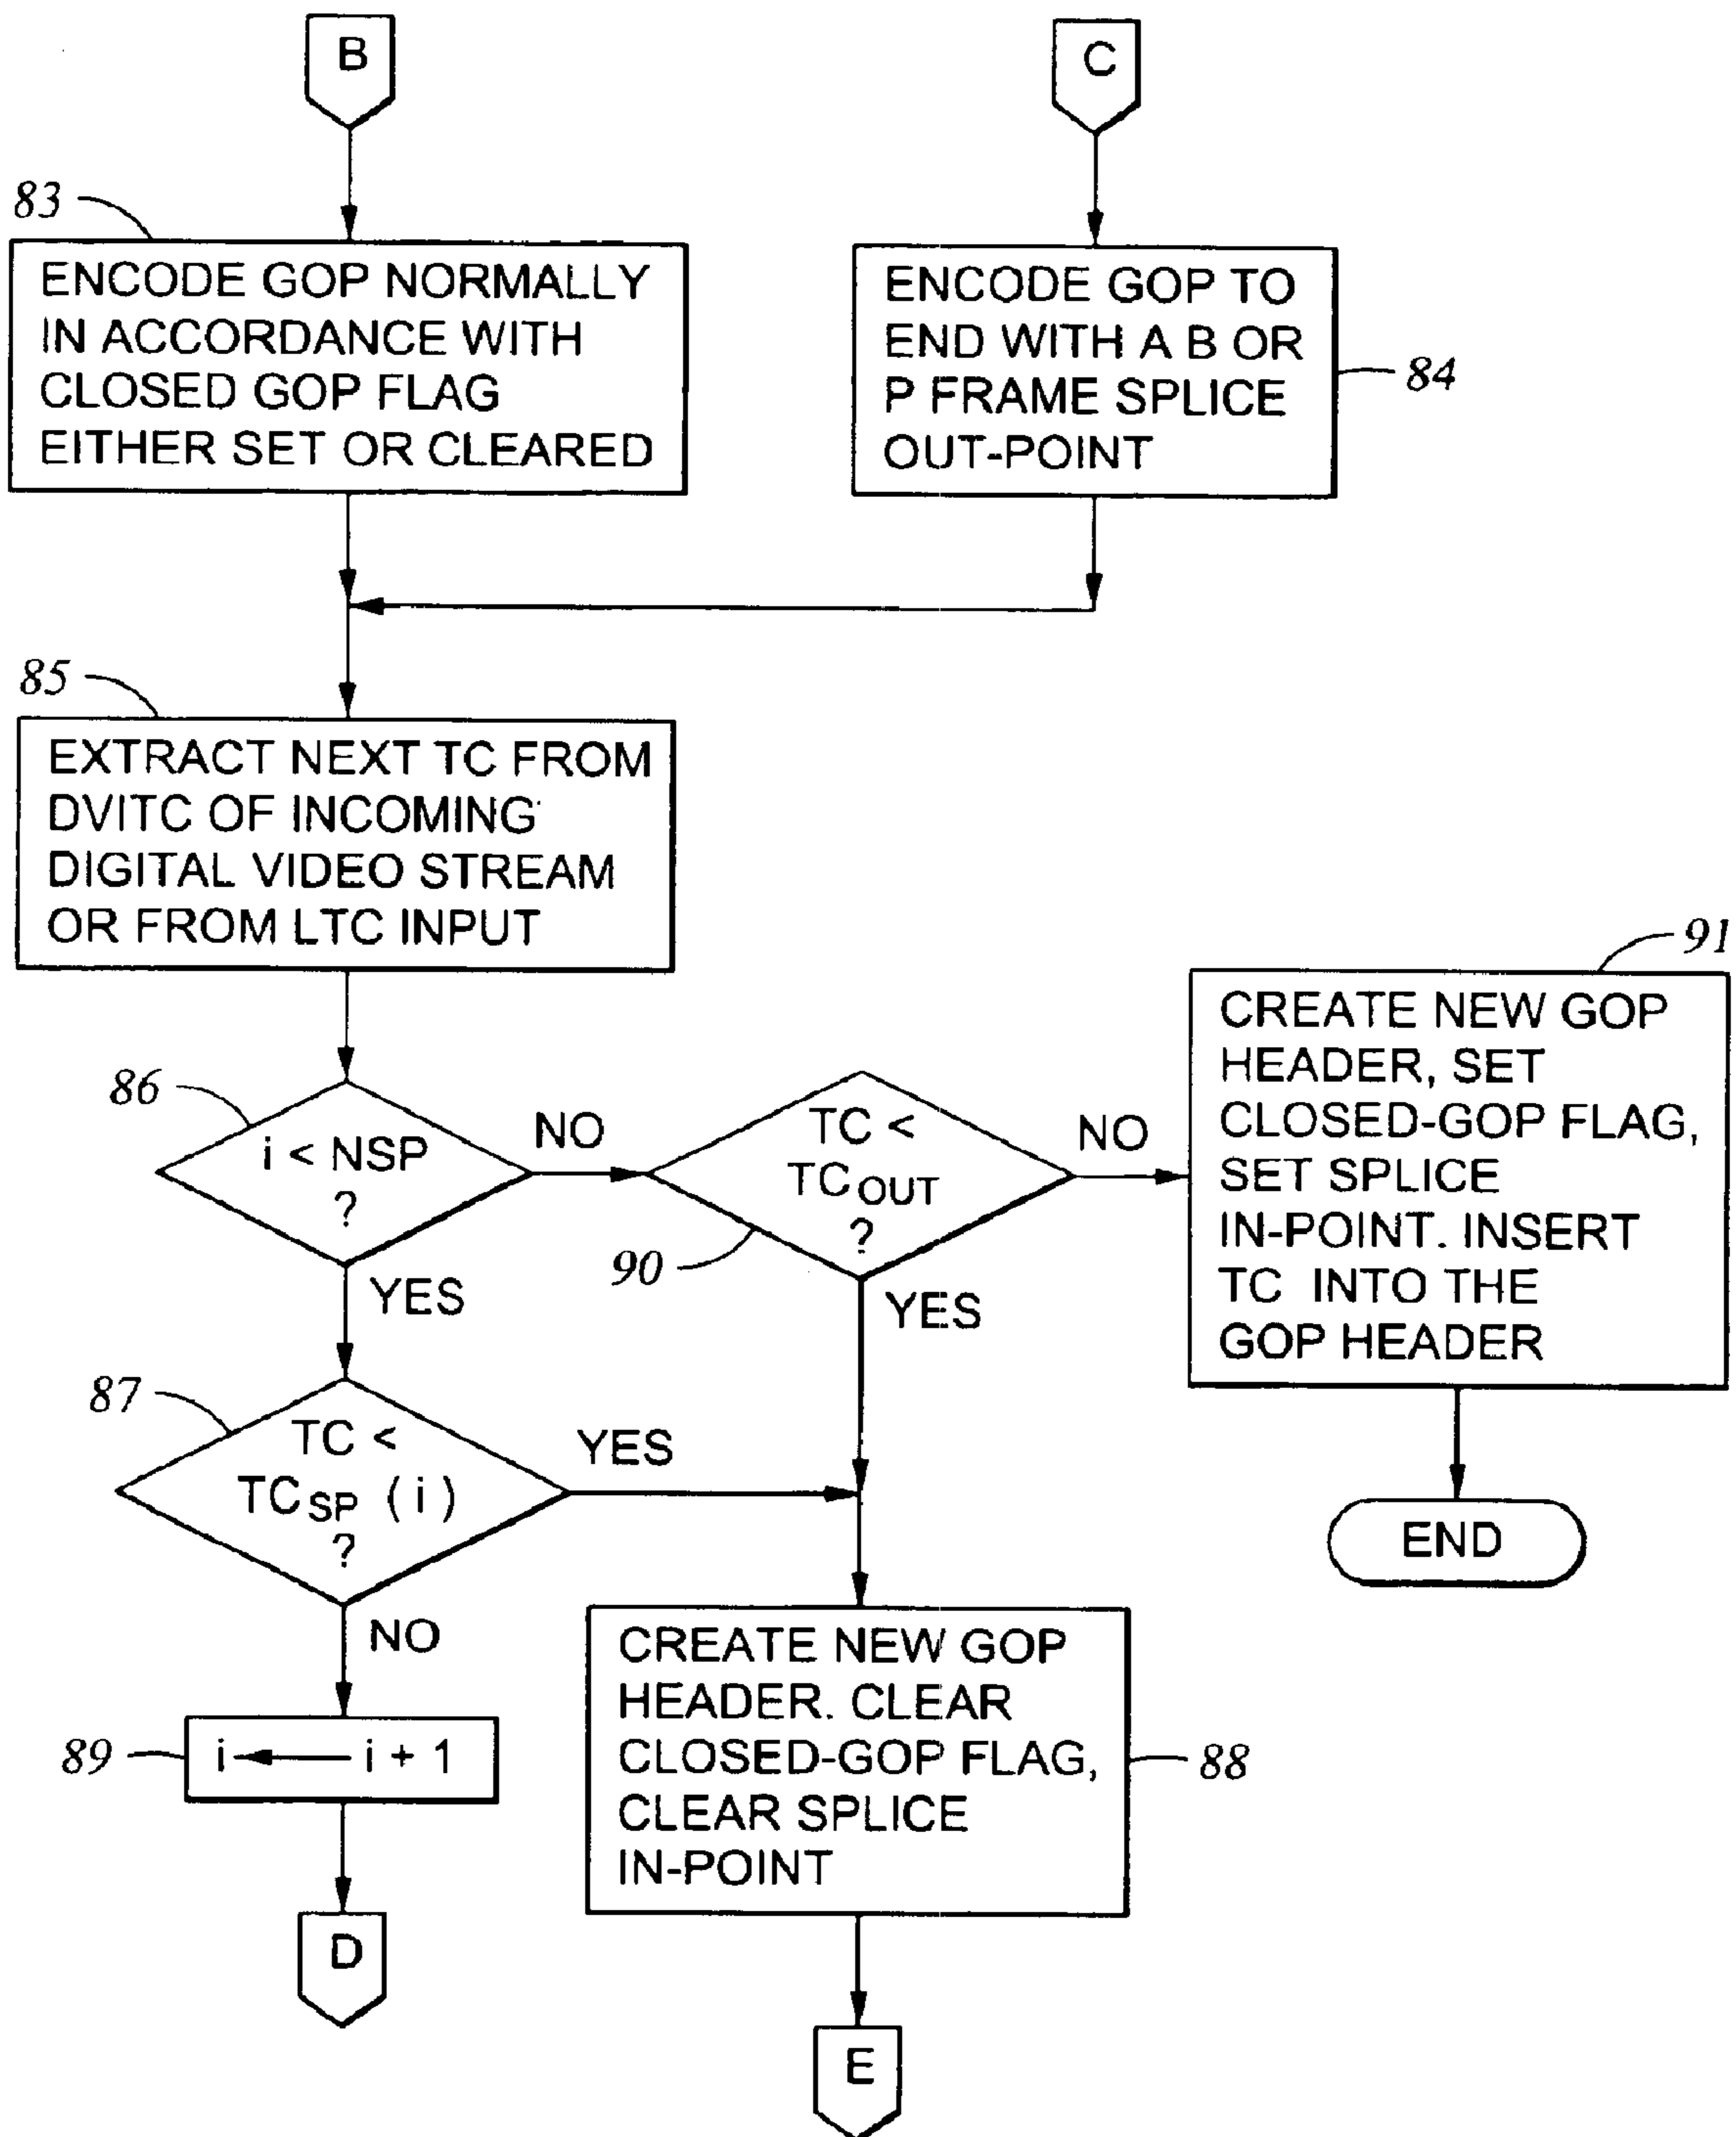 B
C
83
ENCODE GOP NORMALLY
IN ACCORDANCE WITH
CLOSED GOP FLAG
EITHER SET OR CLEARED
ENCODE GOP TO
END WITH A B OR
P FRAME SPLICE
OUT-POINT
84
85
EXTRACT NEXT TC FROM
DVITC OF INCOMING
DIGITAL VIDEO STREAM
OR FROM LTC INPUT
86
i < NSP
?
NO
YES
TC <
TCOUT
?
90
NO
YES
91
CREATE NEW GOP
HEADER, SET
CLOSED-GOP FLAG,
SET SPLICE
IN-POINT. INSERT
TC INTO THE
GOP HEADER
END
87
TC <
TCSP (i)
?
YES
NO
89
i ← i + 1
D
CREATE NEW GOP
HEADER. CLEAR
CLOSED-GOP FLAG,
CLEAR SPLICE
IN-POINT
88
E